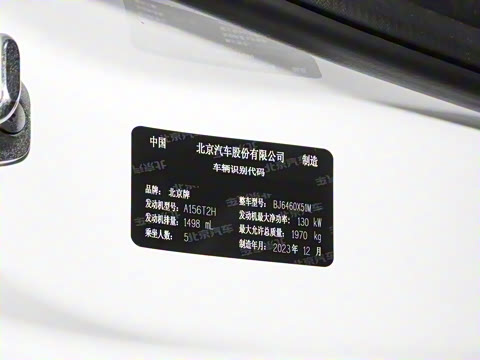 中国 北京汽车股份有限公司 制造
车辆识别代码
品牌: 北京牌
整车型号: BJ6460X51M
发动机型号: A156T2H
发动机最大净功率: 130 kW
发动机排量: 1498 ml
最大允许总质量: 1970 kg
乘坐人数: 5
制造年月: 2023年 12 月